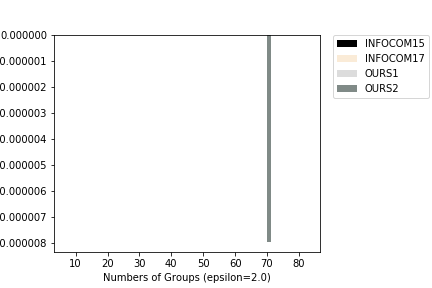 0.000000
0.000001
0.000002
0.000003
0.000004
0.000005
0.000006
0.000007
0.000008
10 20 30 40 50 60 70 80
Numbers of Groups (epsilon=2.0)
INFOCOM15
INFOCOM17
OURS1
OURS2